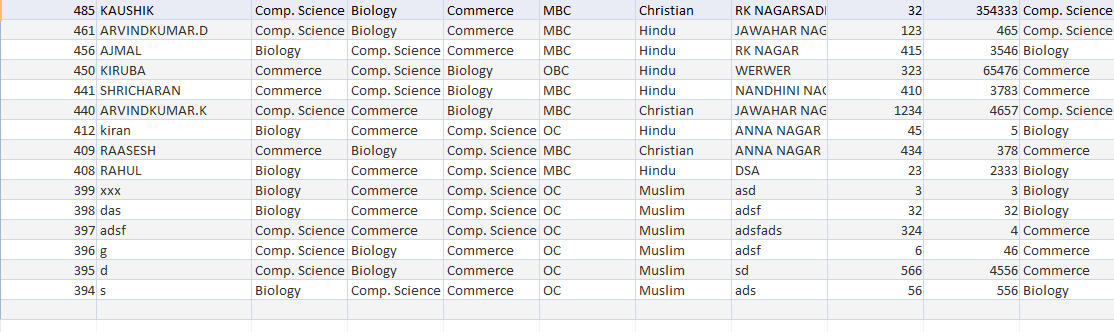 485 KAUSHIK Comp. Science Biology Commerce MBC Christian RK NAGARSADI 32 354333 Comp. Science
461 ARVINDKUMAR.D Comp. Science Biology Commerce MBC Hindu JAWAHAR NAG 123 465 Comp. Science
456 AJMAL Biology Comp. Science Commerce MBC Hindu RK NAGAR 415 3546 Biology
450 KIRUBA Commerce Comp. Science Biology OBC Hindu WERWER 323 65476 Commerce
441 SHRICHARAN Commerce Comp. Science Biology MBC Hindu NANDHINI NAG 410 3783 Commerce
440 ARVINDKUMAR.K Comp. Science Commerce Biology MBC Christian JAWAHAR NAG 1234 4657 Comp. Science
412 kiran Biology Commerce Comp. Science OC Hindu ANNA NAGAR 45 5 Biology
409 RAASESH Commerce Biology Comp. Science MBC Christian ANNA NAGAR 434 378 Commerce
408 RAHUL Biology Commerce Comp. Science MBC Hindu DSA 23 2333 Biology
399 xxx Biology Commerce Comp. Science OC Muslim asd 3 3 Biology
398 das Biology Commerce Comp. Science OC Muslim adsf 32 32 Biology
397 adsf Comp. Science Commerce Comp. Science OC Muslim adsfads 324 4 Commerce
396 g Comp. Science Biology Commerce OC Muslim adsf 6 46 Commerce
395 d Comp. Science Biology Commerce OC Muslim sd 566 4556 Commerce
394 s Biology Comp. Science Commerce OC Muslim ads 56 556 Biology